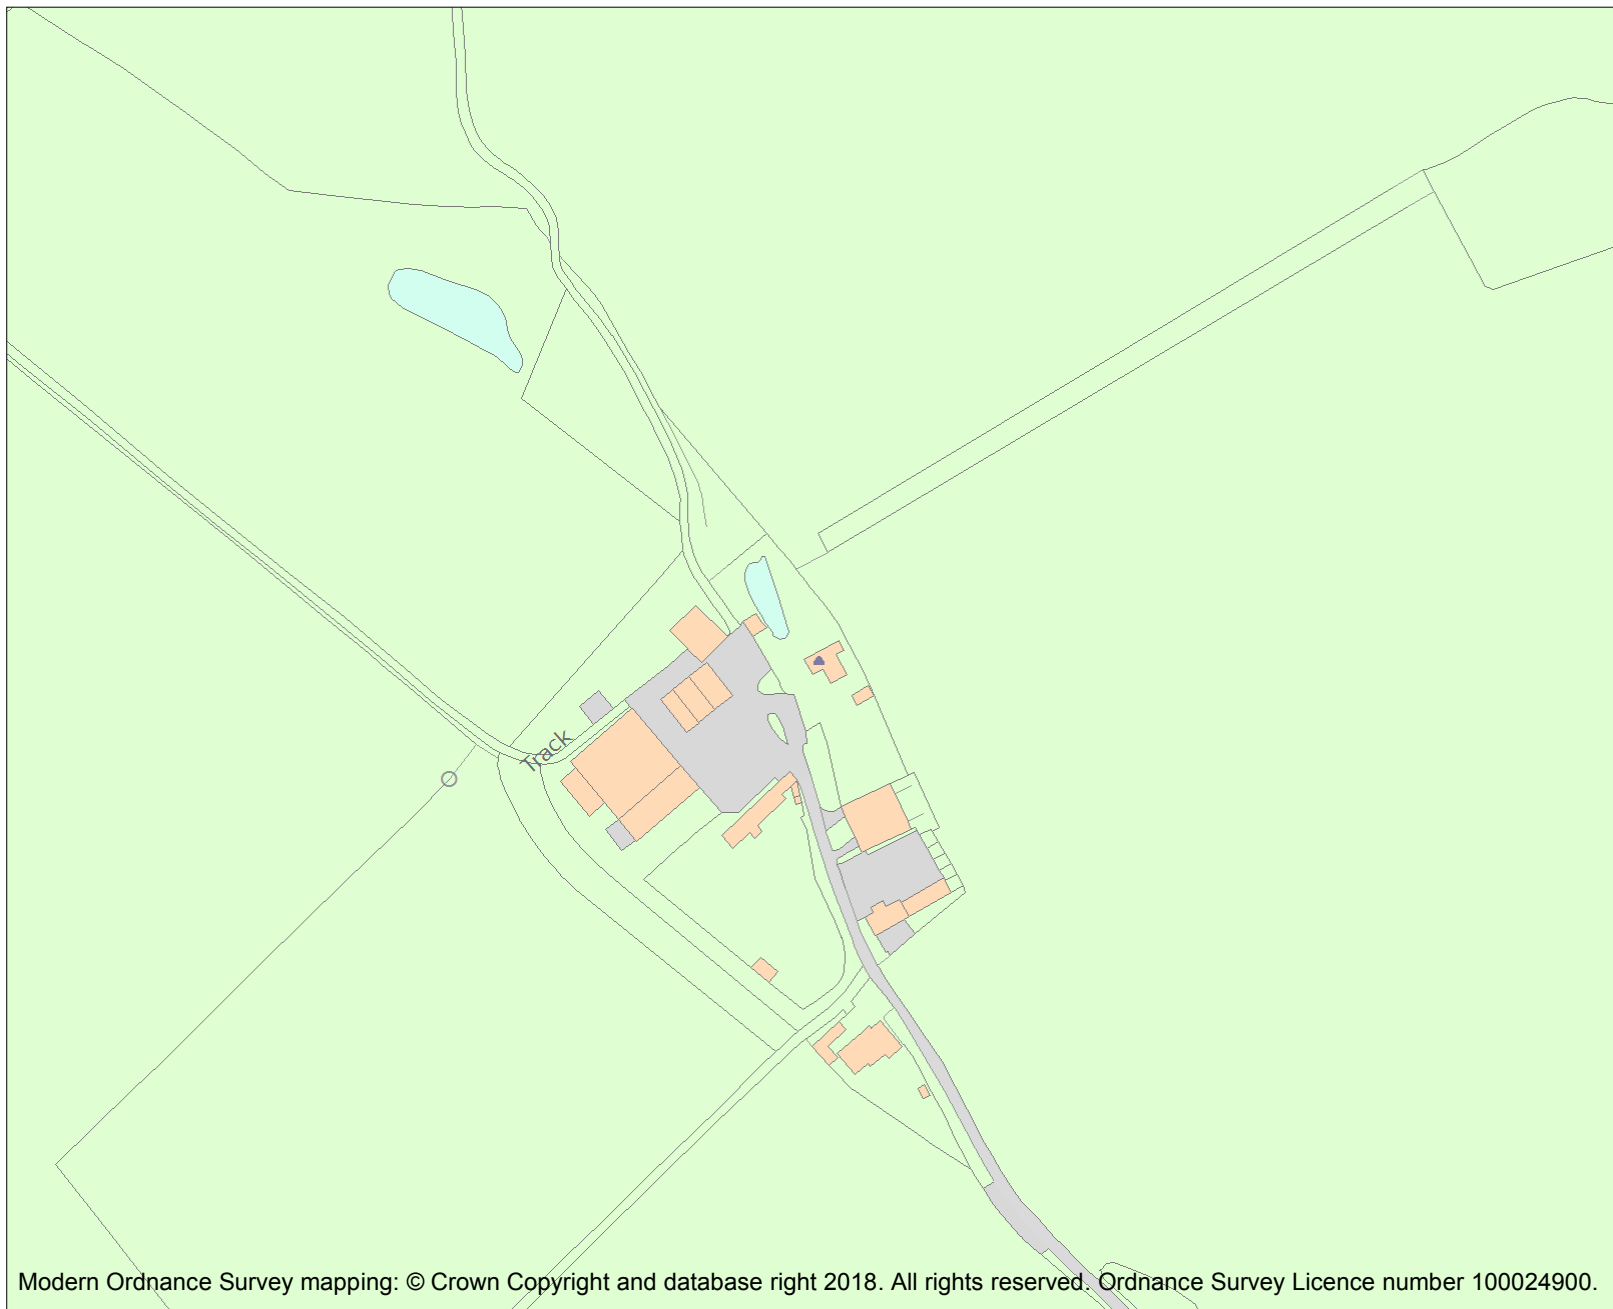 Track
Modern Ordnance Survey mapping: © Crown Copyright and database right 2018. All rights reserved. Ordnance Survey Licence number 100024900.